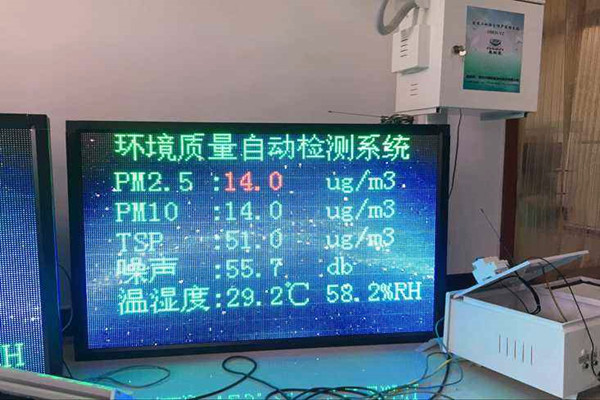 环境质量自动检测系统
PM2.5 :14.0 ug/m3
PM10 :14.0 ug/m3
TSP :51.0 ug/m3
噪声 :55.7 db
温湿度:29.2℃ 58.2%RH
H